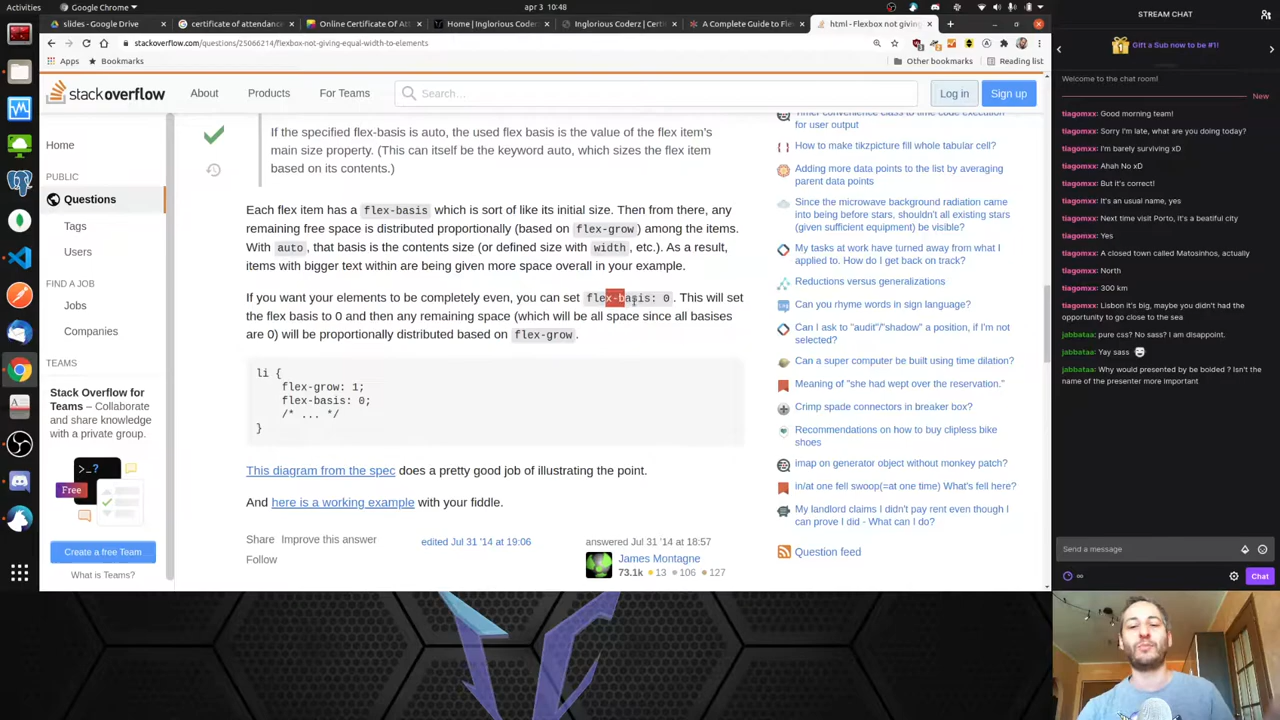 Activities
apr 3 10:48
slides - Google Drive
certificate of attendance
Online Certificate Of Att
Home | Inglorious Coder
Inglorious Coderz | Certi
A Complete Guide to Fle
html - Flexbox not givin
stackoverflow.com/questions/25066214/flexbox-not-giving-equal-width-to-elements
Apps
Bookmarks
Other bookmarks
Reading list
stackoverflow
About
Products
For Teams
Search…
Log in
Sign up
Home
PUBLIC
Questions
Tags
Users
FIND A JOB
Jobs
Companies
TEAMS
Stack Overflow for
Teams – Collaborate
and share knowledge
with a private group.
>_?
Free
Create a free Team
What is Teams?
If the specified flex-basis is auto, the used flex basis is the value of the flex item's
main size property. (This can itself be the keyword auto, which sizes the flex item
based on its contents.)
Each flex item has a flex-basis which is sort of like its initial size. Then from there, any
remaining free space is distributed proportionally (based on flex-grow) among the items.
With auto, that basis is the contents size (or defined size with width, etc.). As a result,
items with bigger text within are being given more space overall in your example.
If you want your elements to be completely even, you can set flex-basis: 0. This will set
the flex basis to 0 and then any remaining space (which will be all space since all basises
are 0) will be proportionally distributed based on flex-grow.
li {
flex-grow: 1;
flex-basis: 0;
/* ... */
}
This diagram from the spec does a pretty good job of illustrating the point.
And here is a working example with your fiddle.
Share Improve this answer
Follow
edited Jul 31 '14 at 19:06
answered Jul 31 '14 at 18:57
James Montagne
73.1k 13 106 127
Timer convenience class to time code execution
for user output
How to make tikzpicture fill whole tabular cell?
Adding more data points to the list by averaging
parent data points
Since the microwave background radiation came
into being before stars, shouldn't all existing stars
(given sufficient equipment) be visible?
My tasks at work have turned away from what I
applied to. How do I get back on track?
Reductions versus generalizations
Can you rhyme words in sign language?
Can I ask to "audit"/"shadow" a position, if I'm not
selected?
Can a super computer be built using time dilation?
Meaning of "she had wept over the reservation."
Crimp spade connectors in breaker box?
Recommendations on how to buy clipless bike
shoes
imap on generator object without monkey patch?
in/at one fell swoop(=at one time) What's fell here?
My landlord claims I didn't pay rent even though I
can prove I did - What can I do?
Question feed
STREAM CHAT
Gift a Sub now to be #1!
Welcome to the chat room!
New
tiagomxx: Good morning team!
tiagomxx: Sorry I'm late, what are you doing today?
tiagomxx: I'm barely surviving xD
tiagomxx: Ahah No xD
tiagomxx: But it's correct!
tiagomxx: It's an usual name, yes
tiagomxx: Next time visit Porto, it's a beatiful city
tiagomxx: Yes
tiagomxx: A closed town called Matosinhos, actually
tiagomxx: North
tiagomxx: 300 km
tiagomxx: Lisbon it's big, maybe you didn't had the
opportunity to go close to the sea
jabbataa: pure css? No sass? I am disapoint.
jabbataa: Yay sass
jabbataa: Why would presented by be bolded ? Isn't the
name of the presenter more important
Send a message
Chat